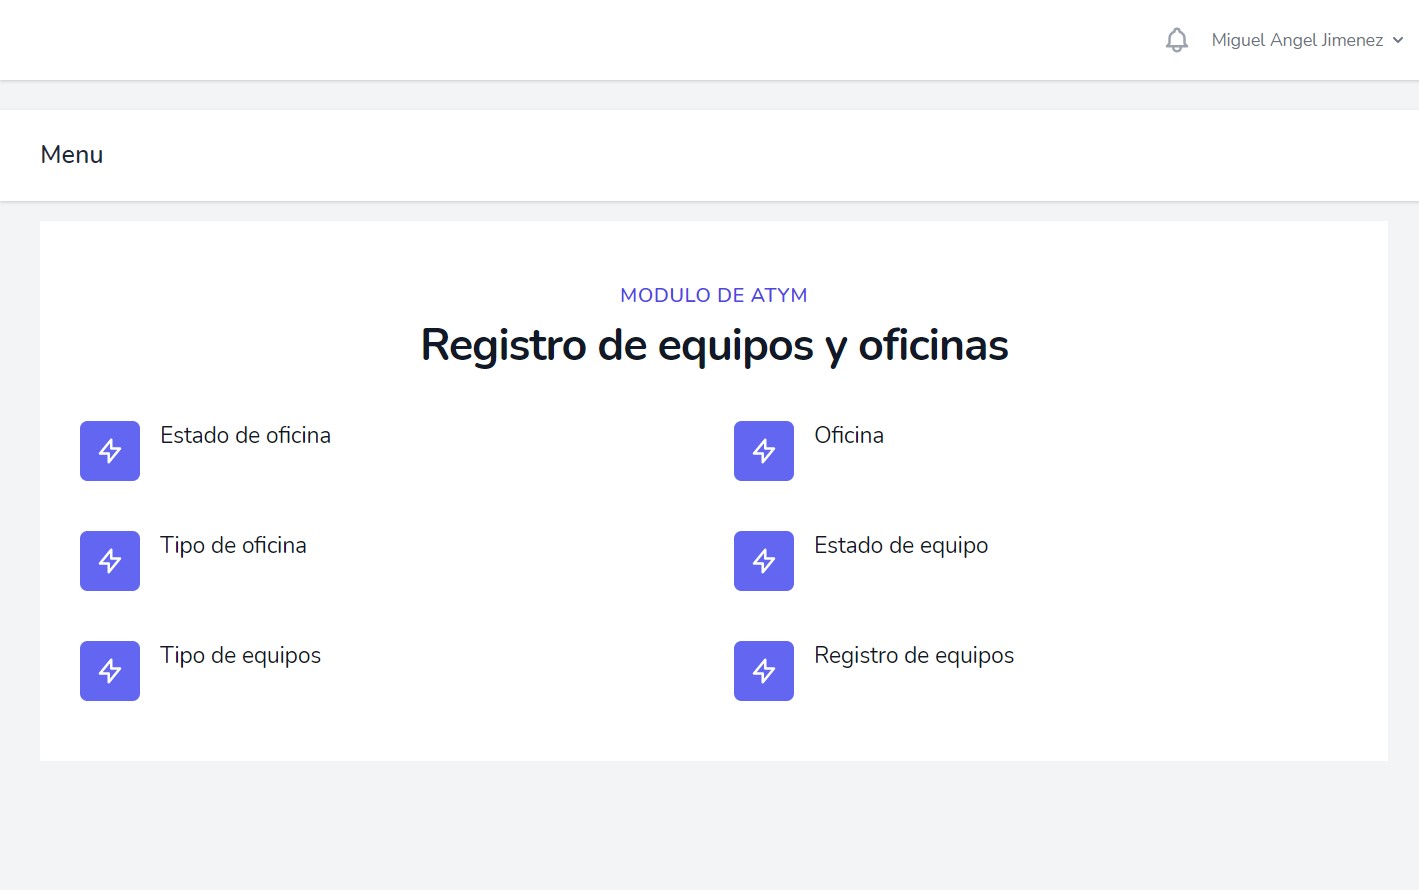 Miguel Angel Jimenez
Menu
MODULO DE ATYM
Registro de equipos y oficinas
Estado de oficina
Oficina
Tipo de oficina
Estado de equipo
Tipo de equipos
Registro de equipos